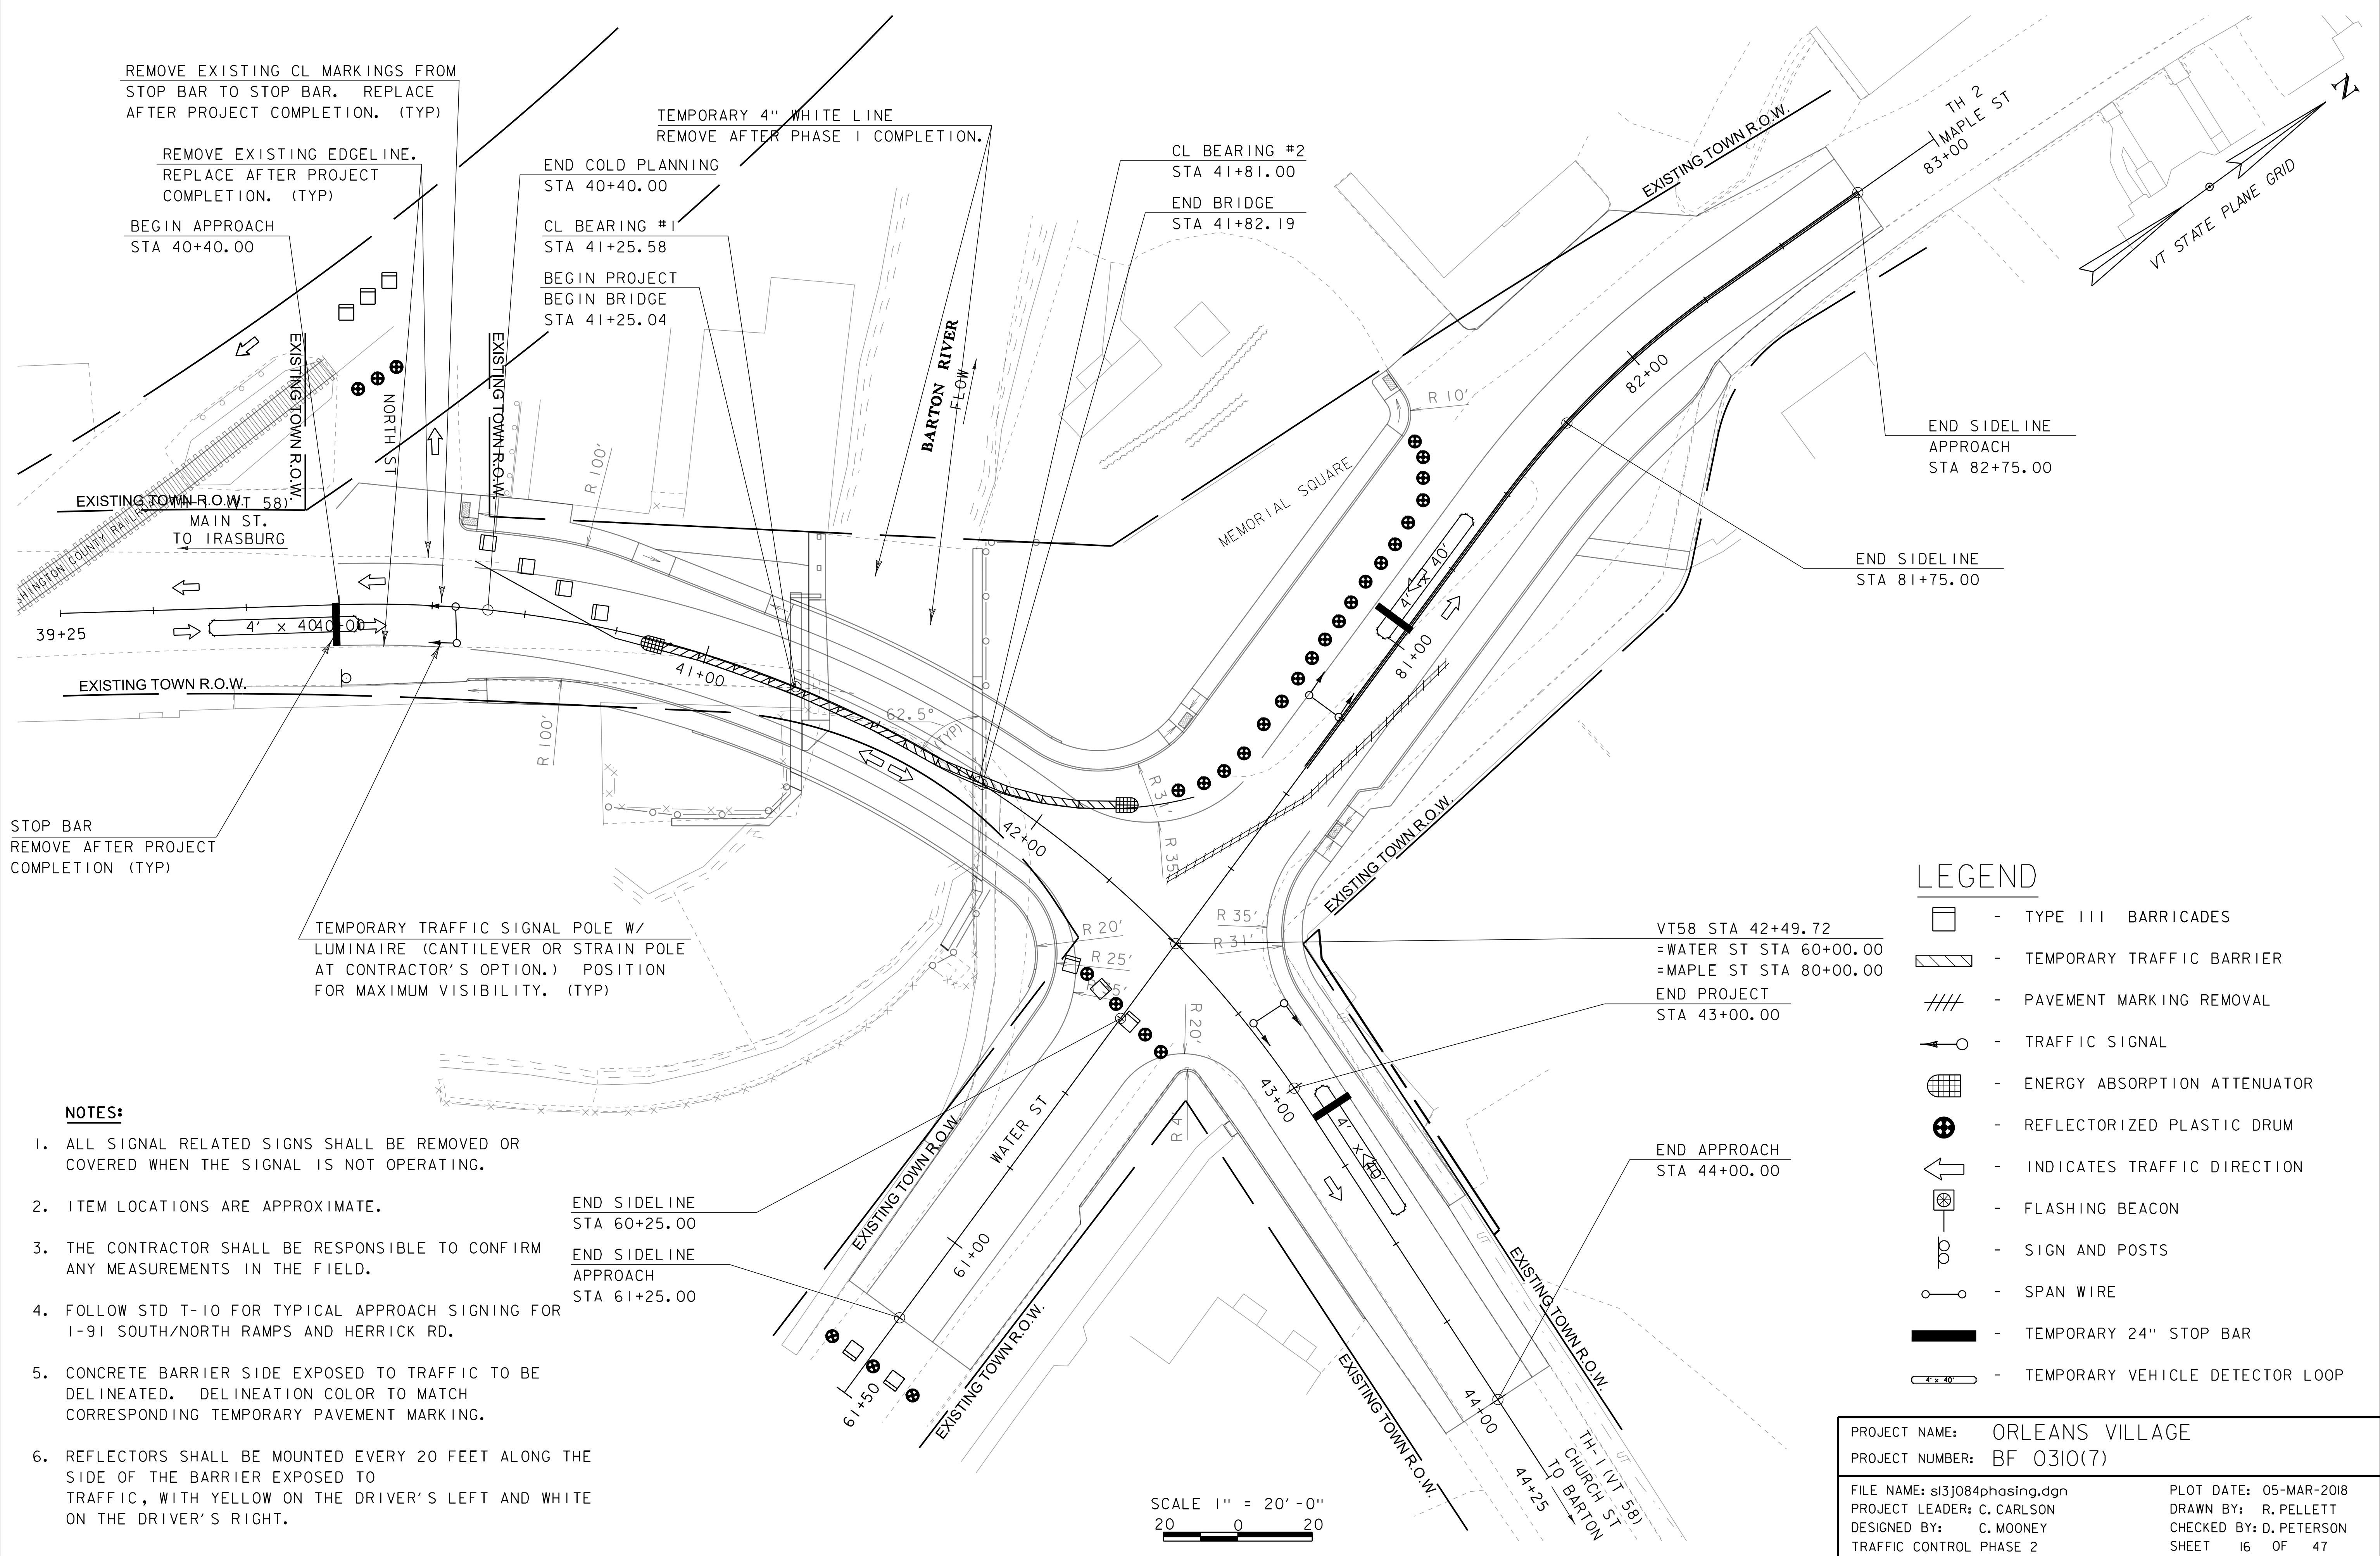 REMOVE EXISTING CL MARKINGS FROM
STOP BAR TO STOP BAR. REPLACE
AFTER PROJECT COMPLETION. (TYP)
REMOVE EXISTING EDGELINE.
REPLACE AFTER PROJECT
COMPLETION. (TYP)
BEGIN APPROACH
STA 40+40.00
TEMPORARY 4" WHITE LINE
REMOVE AFTER PHASE 1 COMPLETION.
END COLD PLANNING
STA 40+40.00
CL BEARING #1
STA 41+25.58
BEGIN PROJECT
BEGIN BRIDGE
STA 41+25.04
CL BEARING #2
STA 41+81.00
END BRIDGE
STA 41+82.19
EXISTING TOWN R.O.W.
TH 2
MAPLE ST
83+00
N
VT STATE PLANE GRID
EXISTING TOWN R.O.W.
EXISTING TOWN R.O.W.
NORTH ST
BARTON RIVER
FLOW
R 100'
R 10'
82+00
MEMORIAL SQUARE
END SIDELINE
APPROACH
STA 82+75.00
END SIDELINE
STA 81+75.00
EXISTING TOWN R.O.W.
(VT 58)
MAIN ST.
TO IRASBURG
WASHINGTON COUNTY RAILR
39+25
4' x 40'
40+00
4' x 40'
81+00
41+00
EXISTING TOWN R.O.W.
R 100'
62.5°
(TYP)
R 31'
R 35'
42+00
EXISTING TOWN R.O.W.
STOP BAR
REMOVE AFTER PROJECT
COMPLETION (TYP)
TEMPORARY TRAFFIC SIGNAL POLE W/
LUMINAIRE (CANTILEVER OR STRAIN POLE
AT CONTRACTOR'S OPTION.) POSITION
FOR MAXIMUM VISIBILITY. (TYP)
R 20'
R 25'
R 35'
R 31'
R 20'
R 4'
VT58 STA 42+49.72
=WATER ST STA 60+00.00
=MAPLE ST STA 80+00.00
END PROJECT
STA 43+00.00
43+00
4' x 40'
WATER ST
EXISTING TOWN R.O.W.
61+00
61+50
EXISTING TOWN R.O.W.
END SIDELINE
STA 60+25.00
END SIDELINE
APPROACH
STA 61+25.00
END APPROACH
STA 44+00.00
UT
UT
UT
EXISTING TOWN R.O.W.
EXISTING TOWN R.O.W.
44+00
44+25
TH-1 (VT 58)
CHURCH ST
TO BARTON
LEGEND
- TYPE III BARRICADES
- TEMPORARY TRAFFIC BARRIER
- PAVEMENT MARKING REMOVAL
- TRAFFIC SIGNAL
- ENERGY ABSORPTION ATTENUATOR
- REFLECTORIZED PLASTIC DRUM
- INDICATES TRAFFIC DIRECTION
- FLASHING BEACON
- SIGN AND POSTS
- SPAN WIRE
- TEMPORARY 24" STOP BAR
4' x 40' - TEMPORARY VEHICLE DETECTOR LOOP
NOTES:
1. ALL SIGNAL RELATED SIGNS SHALL BE REMOVED OR
COVERED WHEN THE SIGNAL IS NOT OPERATING.
2. ITEM LOCATIONS ARE APPROXIMATE.
3. THE CONTRACTOR SHALL BE RESPONSIBLE TO CONFIRM
ANY MEASUREMENTS IN THE FIELD.
4. FOLLOW STD T-10 FOR TYPICAL APPROACH SIGNING FOR
I-91 SOUTH/NORTH RAMPS AND HERRICK RD.
5. CONCRETE BARRIER SIDE EXPOSED TO TRAFFIC TO BE
DELINEATED. DELINEATION COLOR TO MATCH
CORRESPONDING TEMPORARY PAVEMENT MARKING.
6. REFLECTORS SHALL BE MOUNTED EVERY 20 FEET ALONG THE
SIDE OF THE BARRIER EXPOSED TO
TRAFFIC, WITH YELLOW ON THE DRIVER'S LEFT AND WHITE
ON THE DRIVER'S RIGHT.
SCALE 1" = 20'-0"
20 0 20
PROJECT NAME: ORLEANS VILLAGE
PROJECT NUMBER: BF 0310(7)
FILE NAME: s13j084phasing.dgn PLOT DATE: 05-MAR-2018
PROJECT LEADER: C. CARLSON DRAWN BY: R. PELLETT
DESIGNED BY: C. MOONEY CHECKED BY: D. PETERSON
TRAFFIC CONTROL PHASE 2 SHEET 16 OF 47